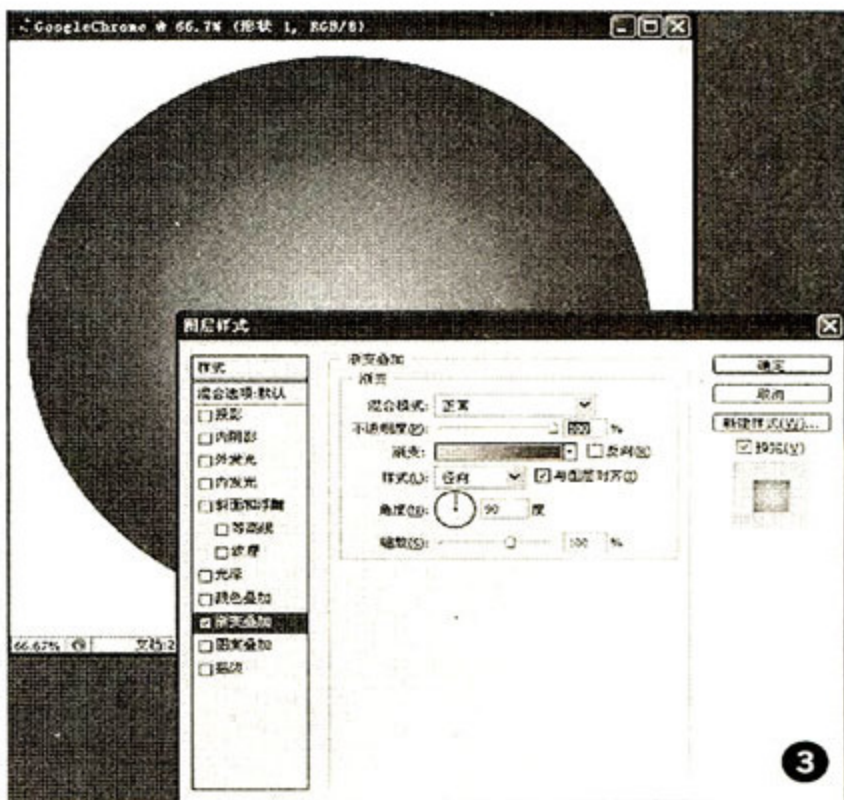 GoogleChrome @ 66.7% (形状 1, RGB/8)
图层样式
样式
混合选项:默认
投影
内阴影
外发光
内发光
斜面和浮雕
等高线
纹理
光泽
颜色叠加
渐变叠加
图案叠加
描边
渐变叠加
渐变
混合模式: 正常
不透明度(P): 100 %
渐变: 反向(R)
样式(L): 径向 与图层对齐(I)
角度(N): 90 度
缩放(S): 100 %
确定
取消
新建样式(W)...
预览(V)
66.67% 文档:2
3